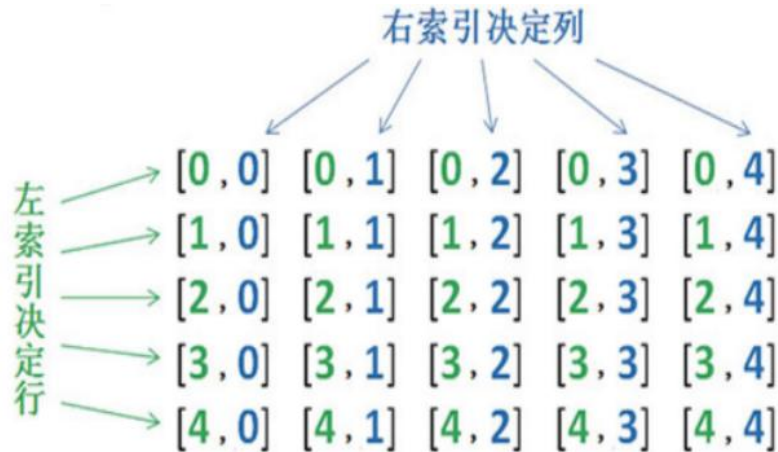 右索引决定列
左索引决定行
[0,0] [0,1] [0,2] [0,3] [0,4]
[1,0] [1,1] [1,2] [1,3] [1,4]
[2,0] [2,1] [2,2] [2,3] [2,4]
[3,0] [3,1] [3,2] [3,3] [3,4]
[4,0] [4,1] [4,2] [4,3] [4,4]